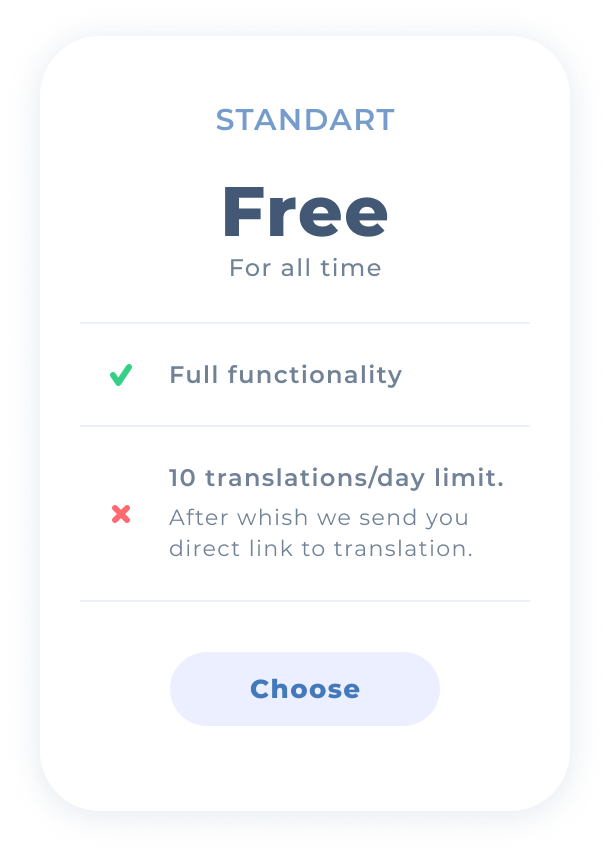 STANDART
Free
For all time
Full functionality
10 translations/day limit.
After whish we send you
direct link to translation.
Choose